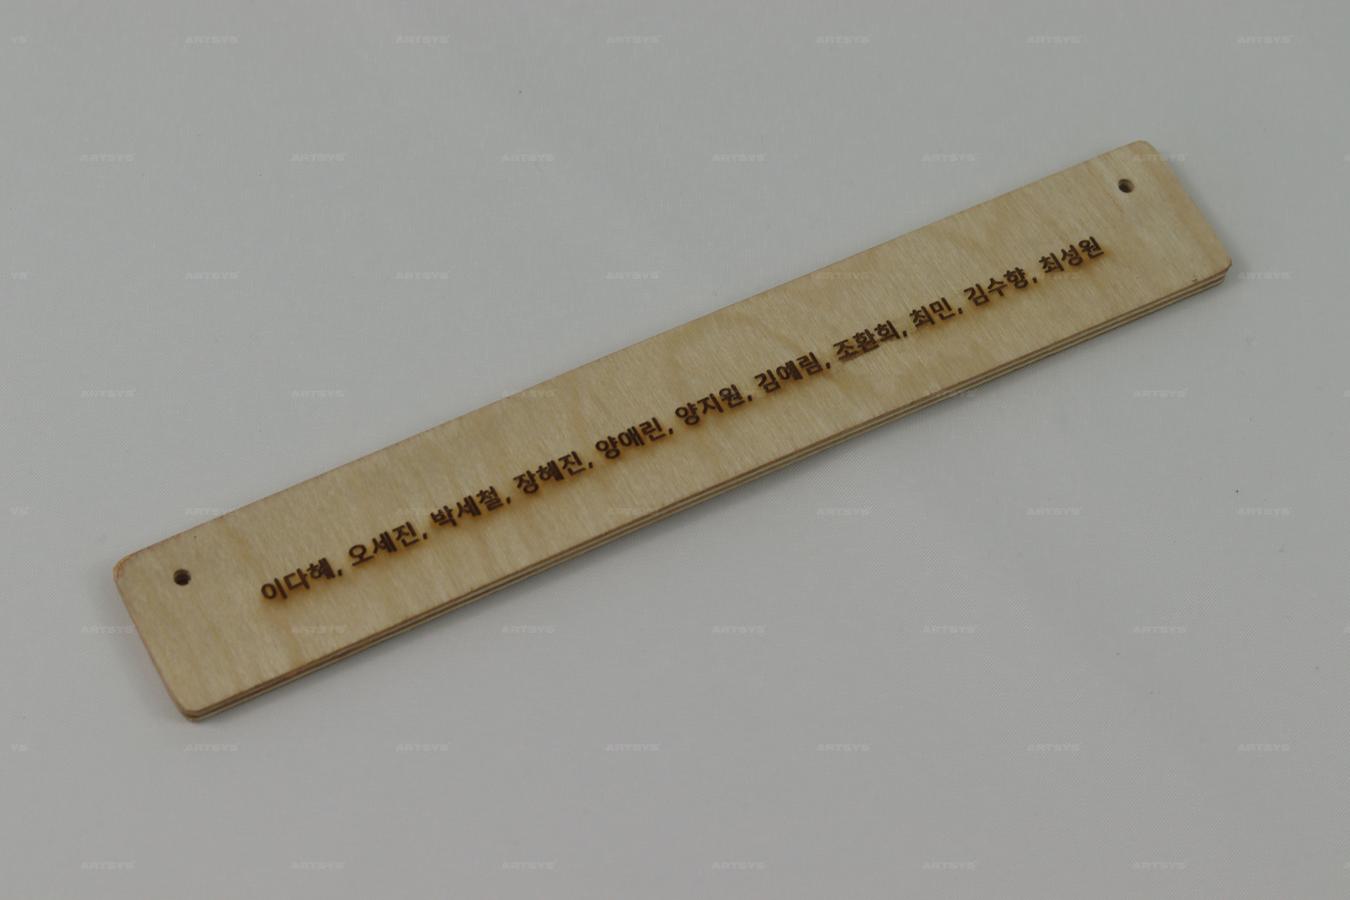 이다혜, 오세진, 박세철, 장혜진, 양애린, 양지원, 김예림, 조환희, 최민, 김수향, 최성원